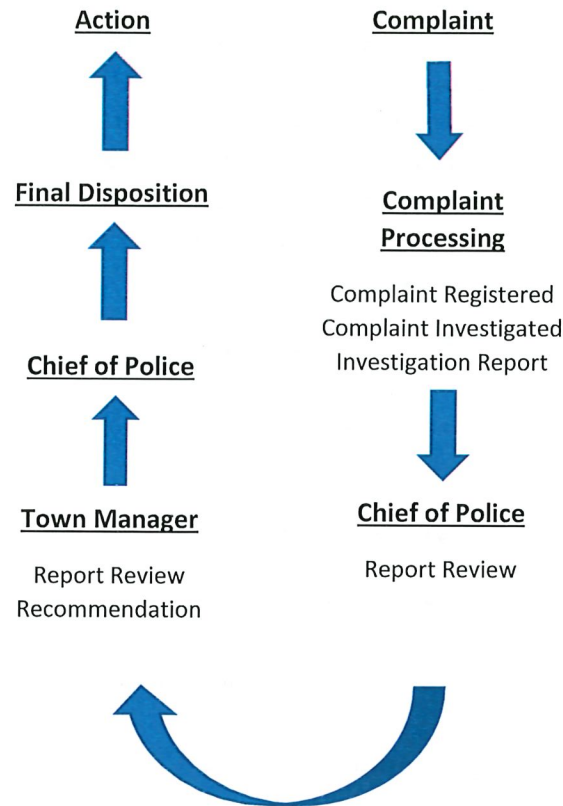 Complaint
Complaint
Processing
Complaint Registered
Complaint Investigated
Investigation Report
Chief of Police
Report Review
Town Manager
Report Review
Recommendation
Chief of Police
Final Disposition
Action